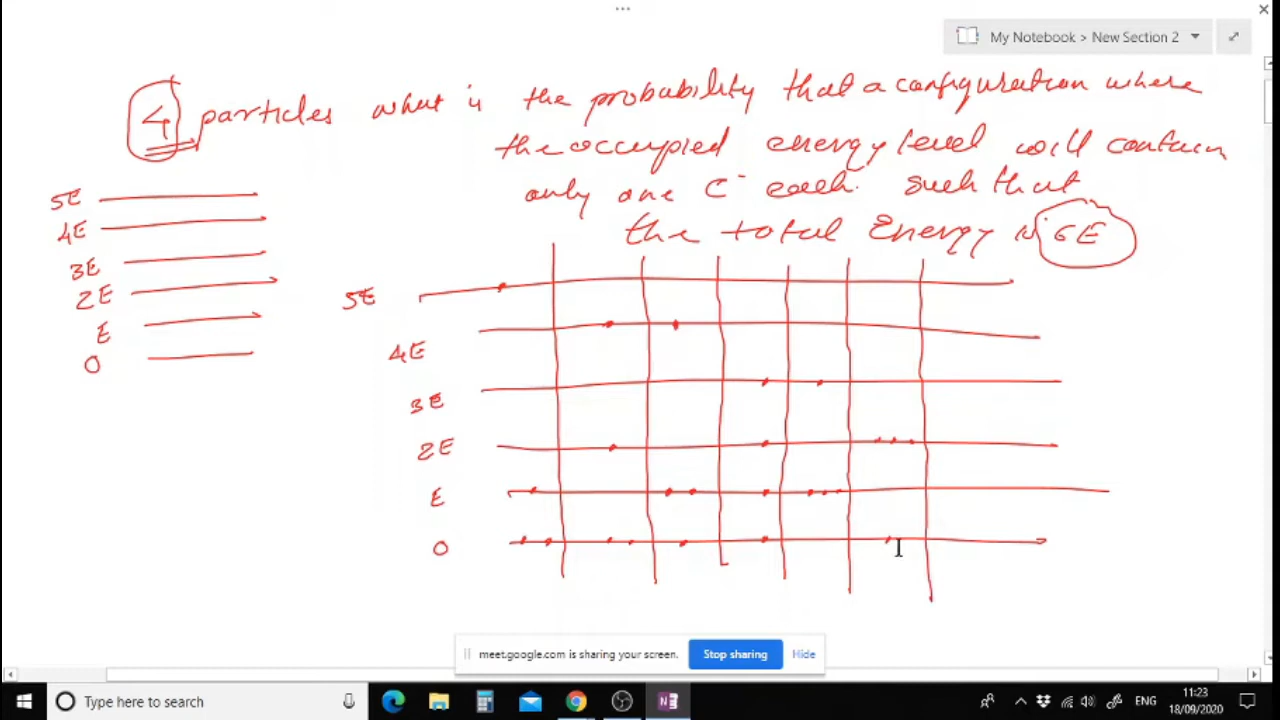 My Notebook > New Section 2
4 particles what is the probability that a configuration where
the occupied energy level will contain
only one e⁻ each. such that
the total Energy is 6E
5E
4E
3E
2E
E
0
5E
4E
3E
2E
E
0
meet.google.com is sharing your screen. Stop sharing Hide
Type here to search
ENG
11:23
18/09/2020